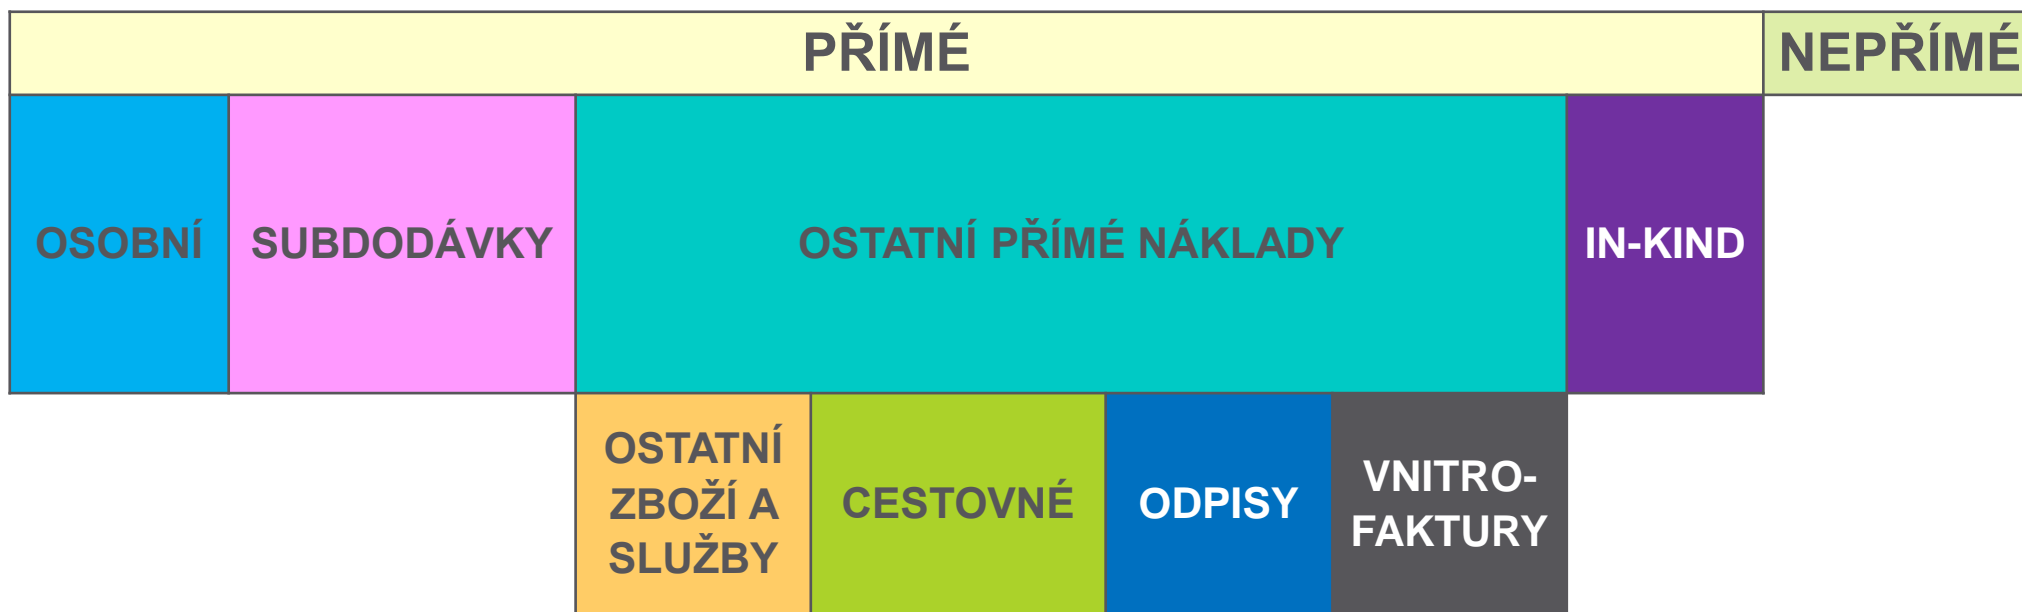 PŘÍMÉ
NEPŘÍMÉ
OSOBNÍ
SUBDODÁVKY
OSTATNÍ PŘÍMÉ NÁKLADY
IN-KIND
OSTATNÍ
ZBOŽÍ A
SLUŽBY
CESTOVNÉ
ODPISY
VNITRO-
FAKTURY